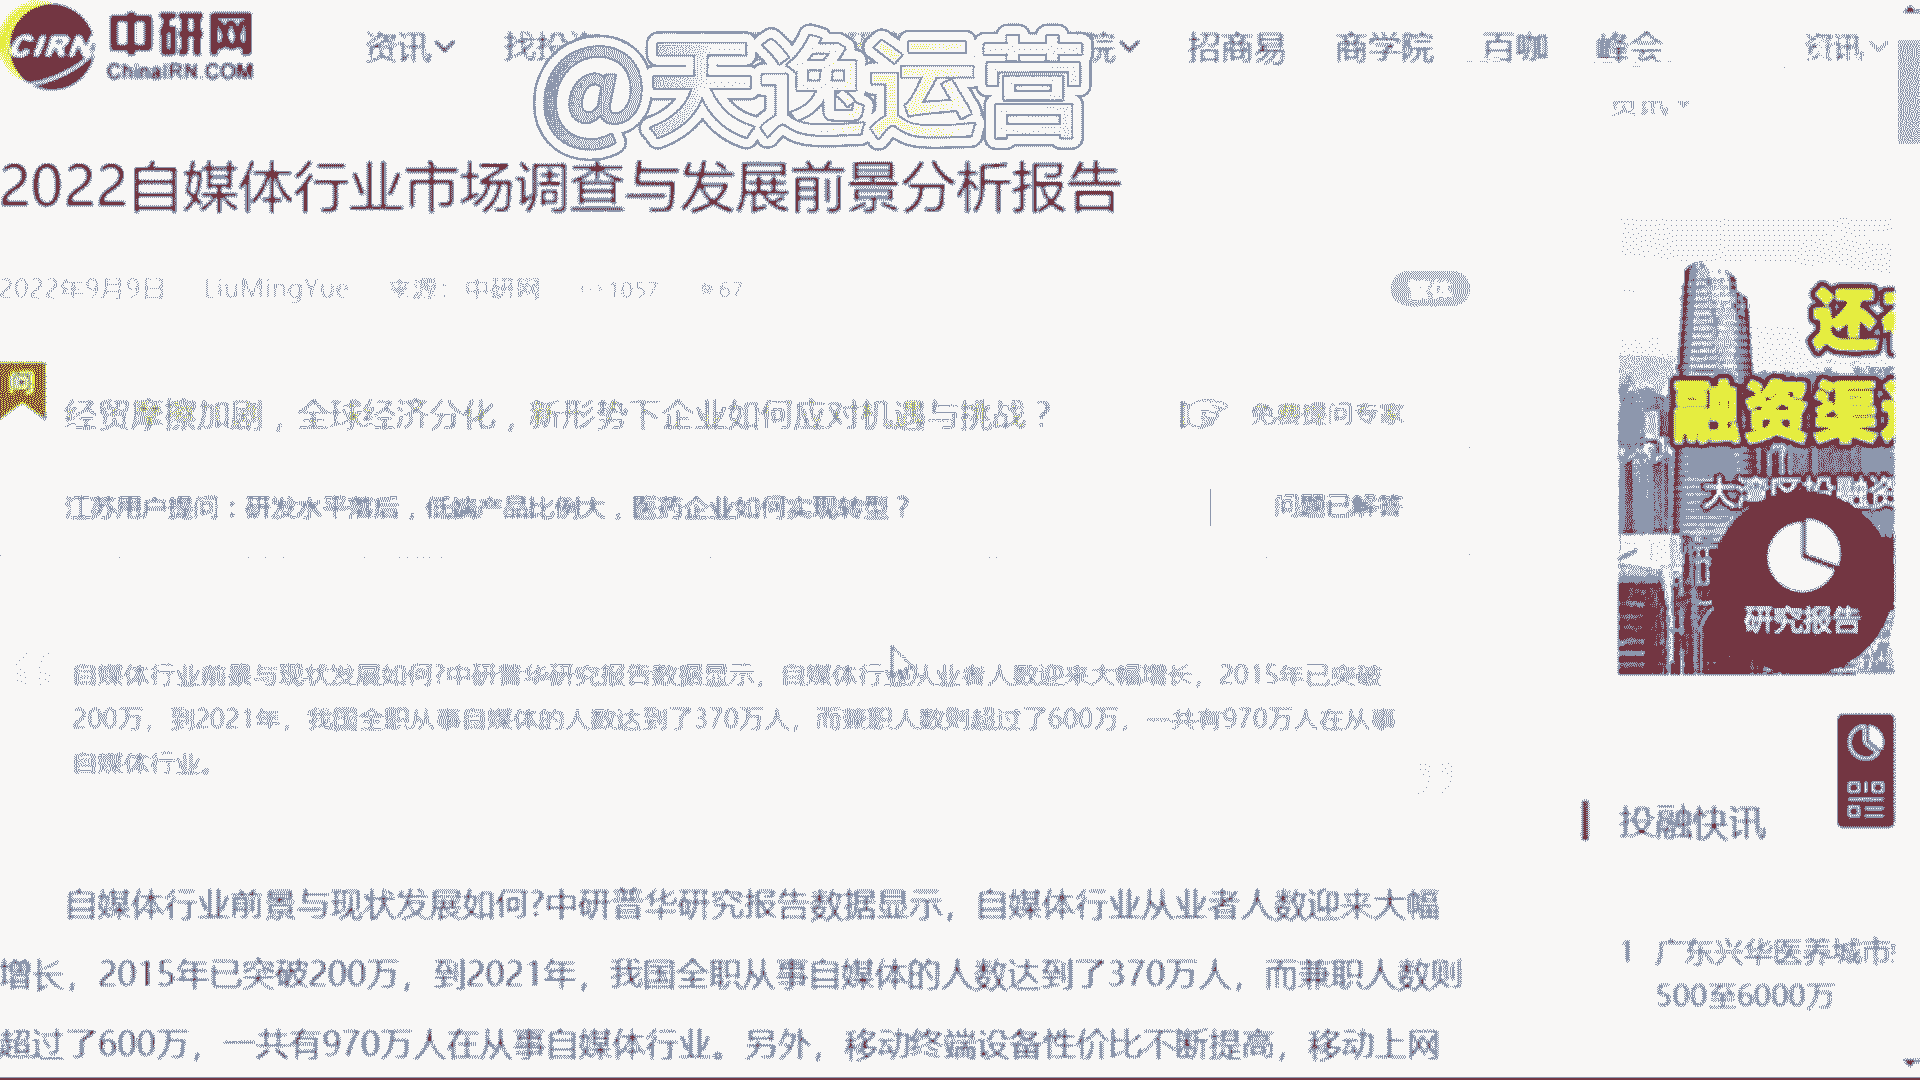 CIRN 中研网
ChinaIRN.COM
资讯
院
招商易
商学院
百咖
峰会
资讯
@天逸运营
资讯
2022自媒体行业市场调查与发展前景分析报告
2022年9月9日 LiuMingYue 来源：中研网 1057 67
繁体
问
经贸摩擦加剧，全球经济分化，新形势下企业如何应对机遇与挑战？
免费提问专家
江苏用户提问：研发水平落后，低端产品比例大，医药企业如何实现转型？
问题已解答
自媒体行业前景与现状发展如何?中研普华研究报告数据显示，自媒体行业从业者人数迎来大幅增长，2015年已突破
200万，到2021年，我国全职从事自媒体的人数达到了370万人，而兼职人数则超过了600万，一共有970万人在从事
自媒体行业。
自媒体行业前景与现状发展如何?中研普华研究报告数据显示，自媒体行业从业者人数迎来大幅
增长，2015年已突破200万，到2021年，我国全职从事自媒体的人数达到了370万人，而兼职人数则
超过了600万，一共有970万人在从事自媒体行业。另外，移动终端设备性价比不断提高，移动上网
融资渠道
大湾区投融资
研究报告
投融快讯
1 广东兴华医养城市
500至6000万